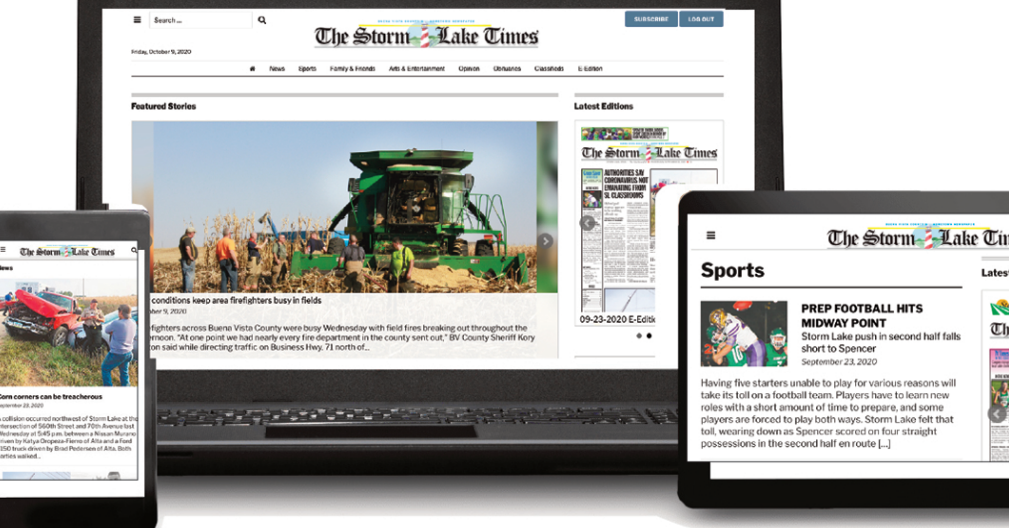 Search ...
SUBSCRIBE
LOG OUT
The Storm Lake Times
Friday, October 9, 2020
News Sports Family & Friends Arts & Entertainment Opinion Obituaries Classifieds E-Edition
Featured Stories
conditions keep area firefighters busy in fields
ber 9, 2020
efighters across Buena Vista County were busy Wednesday with field fires breaking out throughout the
ernoon. "At one point we had nearly every fire department in the county sent out," BV County Sheriff Kory
on said while directing traffic on Business Hwy. 71 north of...
Latest Editions
The Storm Lake Times
AUTHORITIES SAY
CORONAVIRUS NOT
EMANATING FROM
SL CLASSROOMS
09-23-2020 E-Editi
The Storm Lake Times
ews
Corn corners can be treacherous
September 23, 2020
collision occurred northwest of Storm Lake at the
intersection of 560th Street and 70th Avenue last
Wednesday at 5:45 p.m. between a Nissan Murano
driven by Katya Oropeza-Fierro of Alta and a Ford
150 truck driven by Brad Pedersen of Alta. Both
parties walked...
The Storm Lake Ti
Sports
Lates
PREP FOOTBALL HITS
MIDWAY POINT
Storm Lake push in second half falls
short to Spencer
September 23, 2020
Having five starters unable to play for various reasons will
take its toll on a football team. Players have to learn new
roles with a short amount of time to prepare, and some
players are forced to play both ways. Storm Lake felt that
toll, wearing down as Spencer scored on four straight
possessions in the second half en route [...]
Th